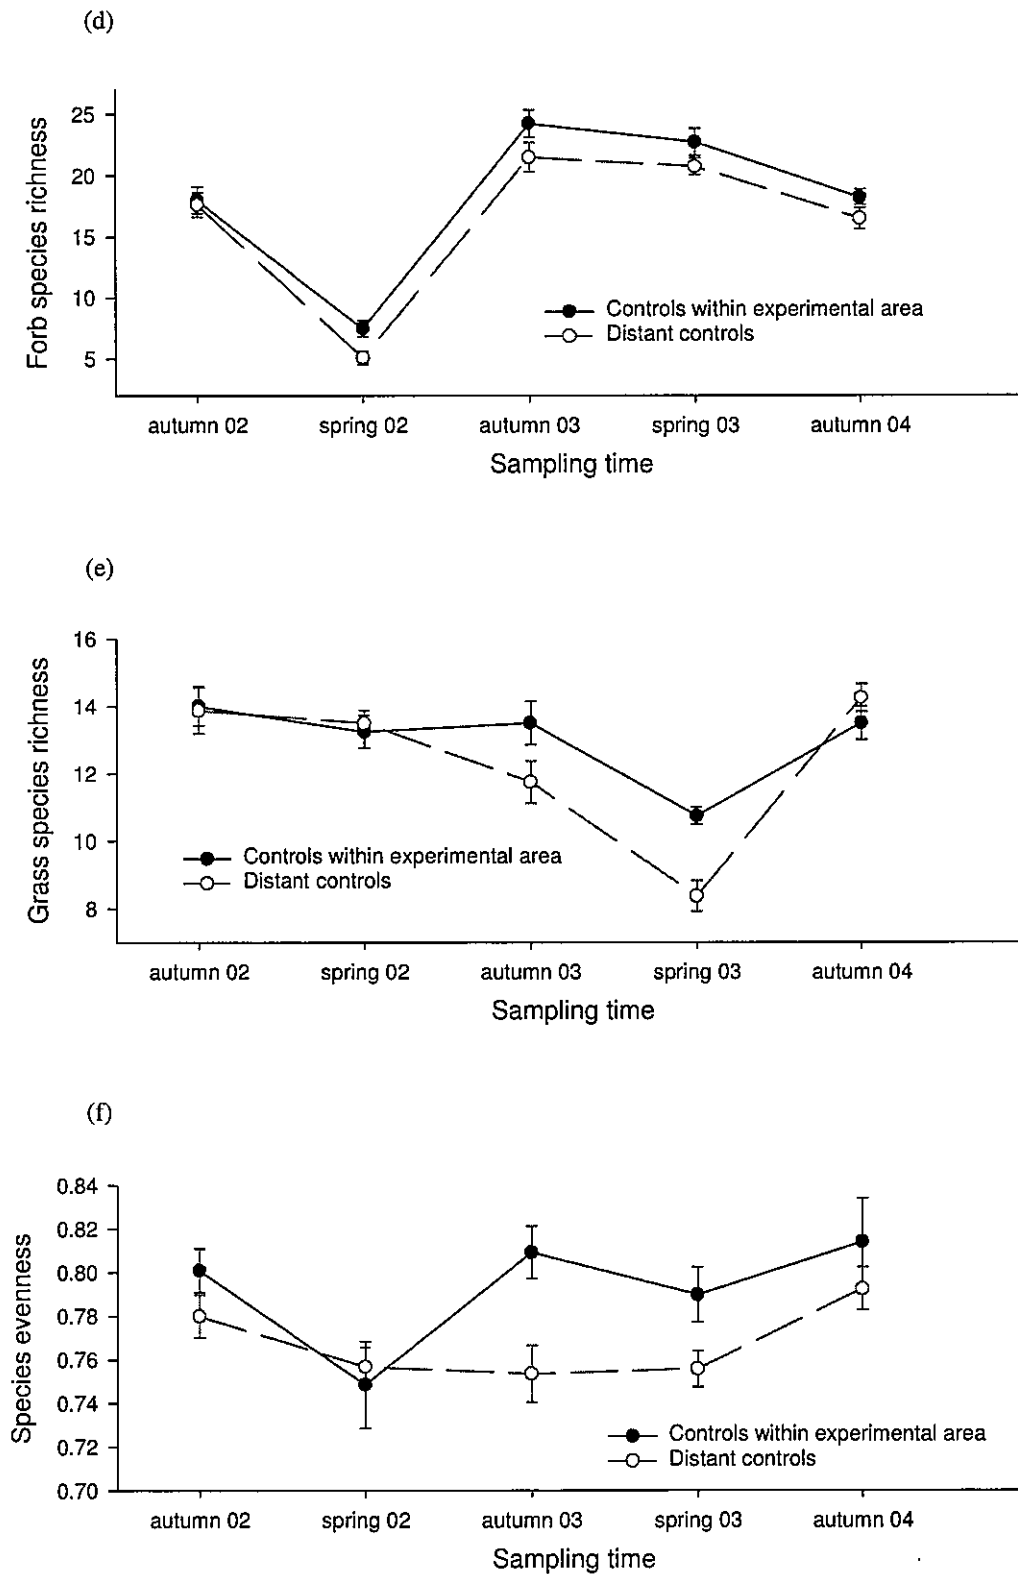 (d)
Forb species richness
25
20
15
10
5
Controls within experimental area
Distant controls
autumn 02 spring 02 autumn 03 spring 03 autumn 04
Sampling time
(e)
Grass species richness
16
14
12
10
8
Controls within experimental area
Distant controls
autumn 02 spring 02 autumn 03 spring 03 autumn 04
Sampling time
(f)
Species evenness
0.84
0.82
0.80
0.78
0.76
0.74
0.72
0.70
Controls within experimental area
Distant controls
autumn 02 spring 02 autumn 03 spring 03 autumn 04
Sampling time